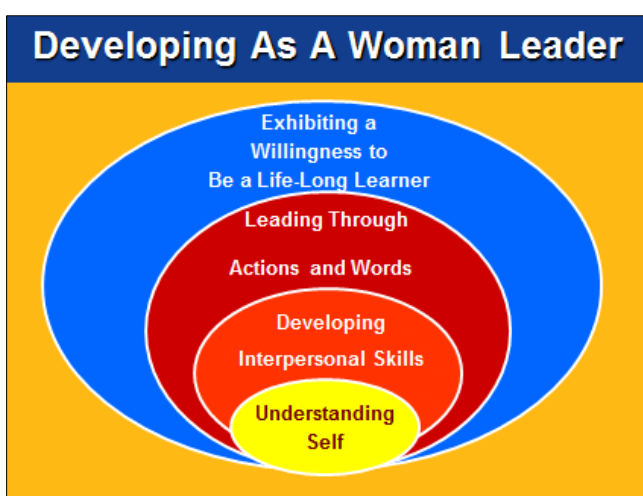 Developing As A Woman Leader
Exhibiting a
Willingness to
Be a Life-Long Learner
Leading Through
Actions and Words
Developing
Interpersonal Skills
Understanding
Self